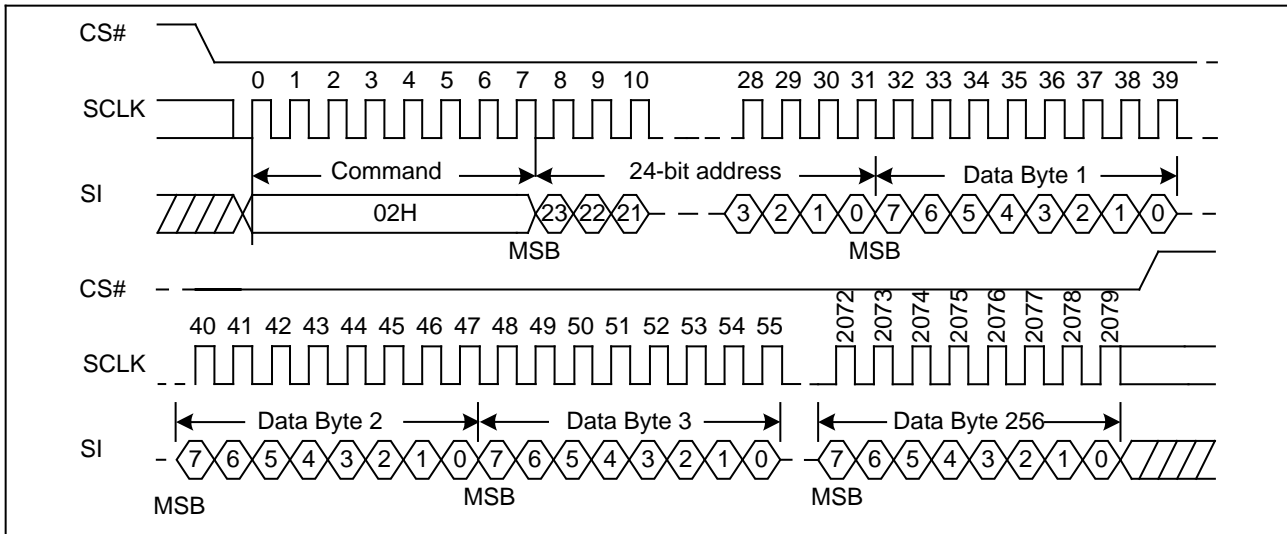 CS#
0 1 2 3 4 5 6 7 8 9 10 28 29 30 31 32 33 34 35 36 37 38 39
SCLK
Command 24-bit address Data Byte 1
SI
02H 23 22 21 3 2 1 0 7 6 5 4 3 2 1 0
MSB MSB
CS#
2072 2073 2074 2075 2076 2077 2078 2079
40 41 42 43 44 45 46 47 48 49 50 51 52 53 54 55
SCLK
Data Byte 2 Data Byte 3 Data Byte 256
SI
7 6 5 4 3 2 1 0 7 6 5 4 3 2 1 0 7 6 5 4 3 2 1 0
MSB MSB MSB